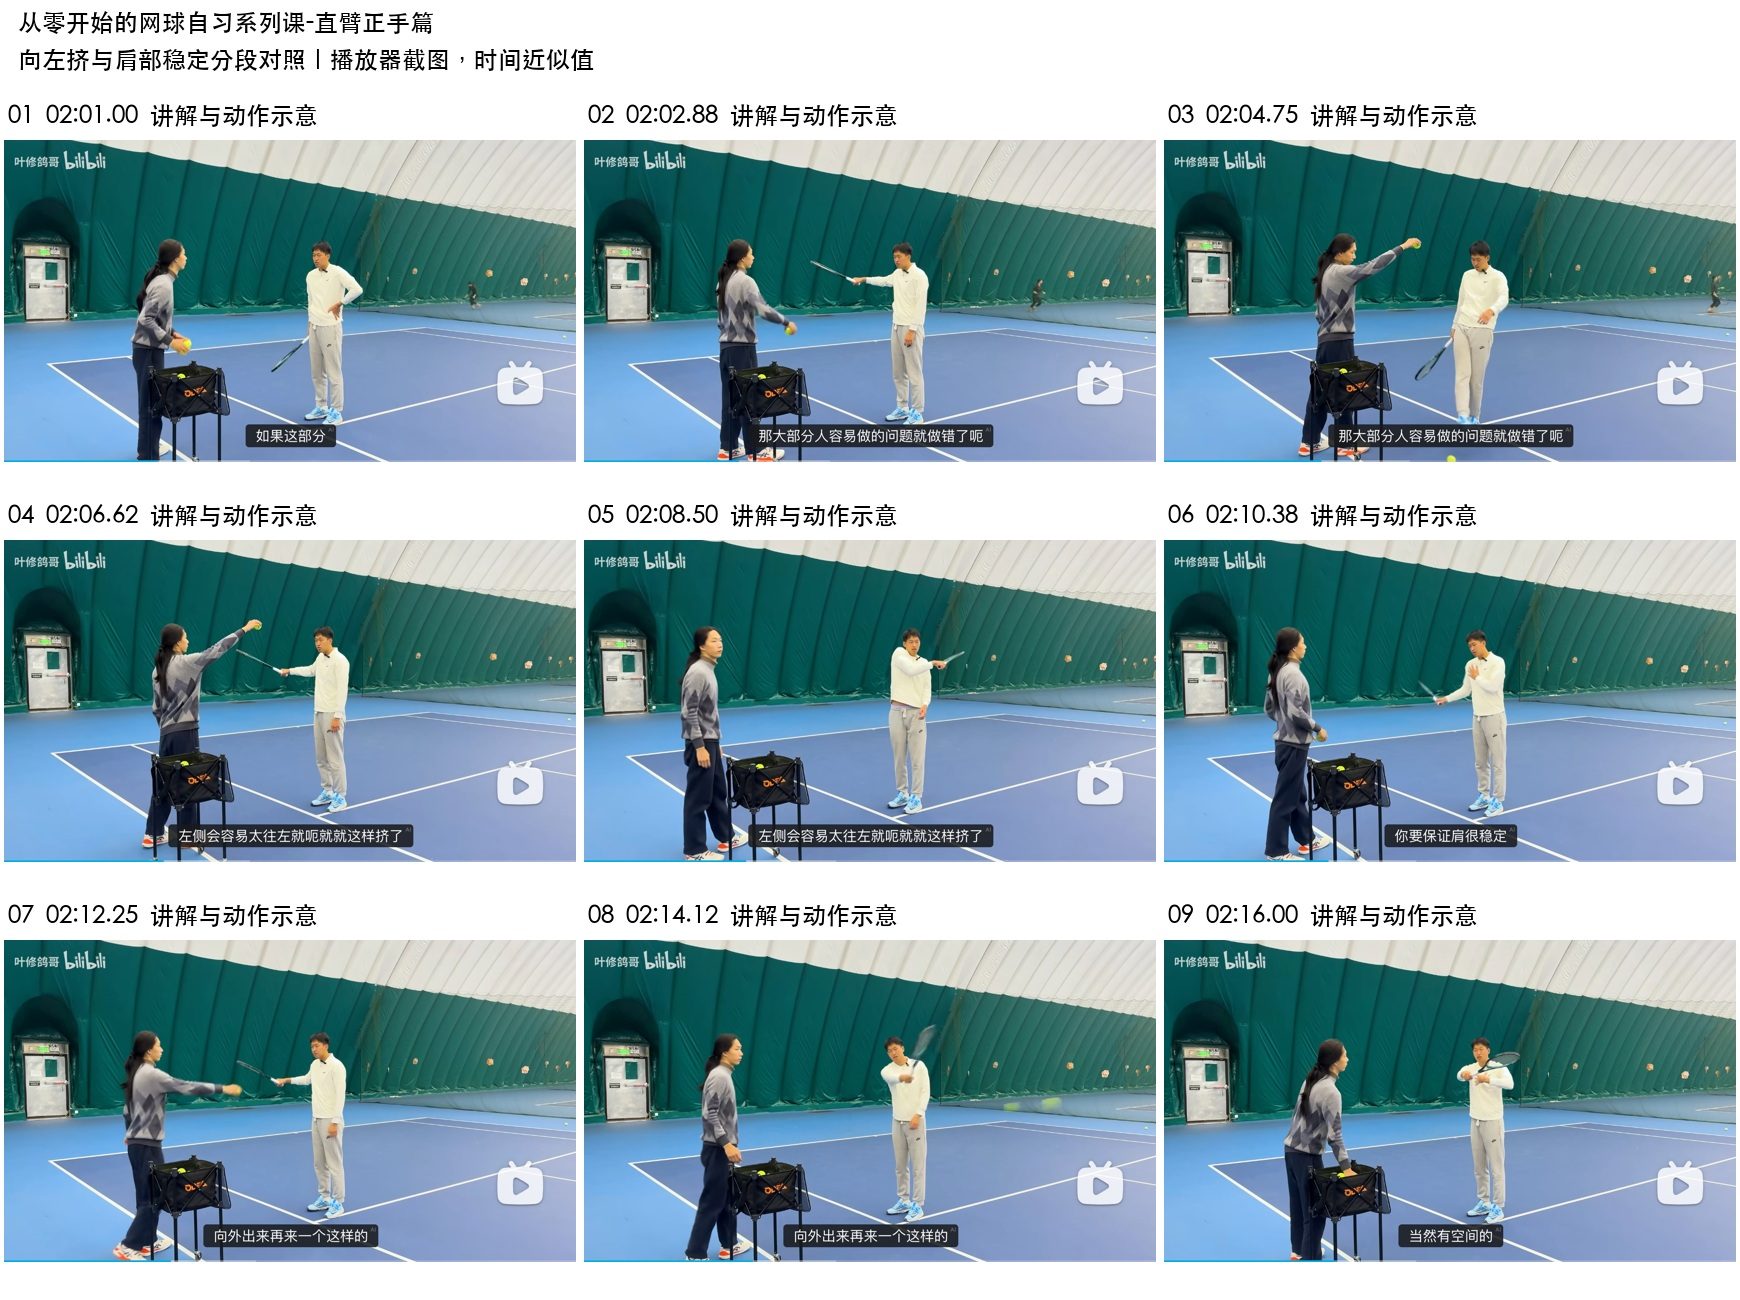 从零开始的网球自习系列课-直臂正手篇
向左挤与肩部稳定分段对照丨播放器截图，时间近似值
01 02:01.00 讲解与动作示意
02 02:02.88 讲解与动作示意
03 02:04.75 讲解与动作示意
叶修鸽哥 bilibili
如果这部分
叶修鸽哥 bilibili
那大部分人容易做的问题就做错了呃
叶修鸽哥 bilibili
那大部分人容易做的问题就做错了呃
04 02:06.62 讲解与动作示意
05 02:08.50 讲解与动作示意
06 02:10.38 讲解与动作示意
叶修鸽哥 bilibili
左侧会容易太往左就呃就就这样挤了
叶修鸽哥 bilibili
左侧会容易太往左就呃就就这样挤了
叶修鸽哥 bilibili
你要保证肩很稳定
07 02:12.25 讲解与动作示意
08 02:14.12 讲解与动作示意
09 02:16.00 讲解与动作示意
叶修鸽哥 bilibili
向外出来再来一个这样的
叶修鸽哥 bilibili
向外出来再来一个这样的
叶修鸽哥 bilibili
当然有空间的